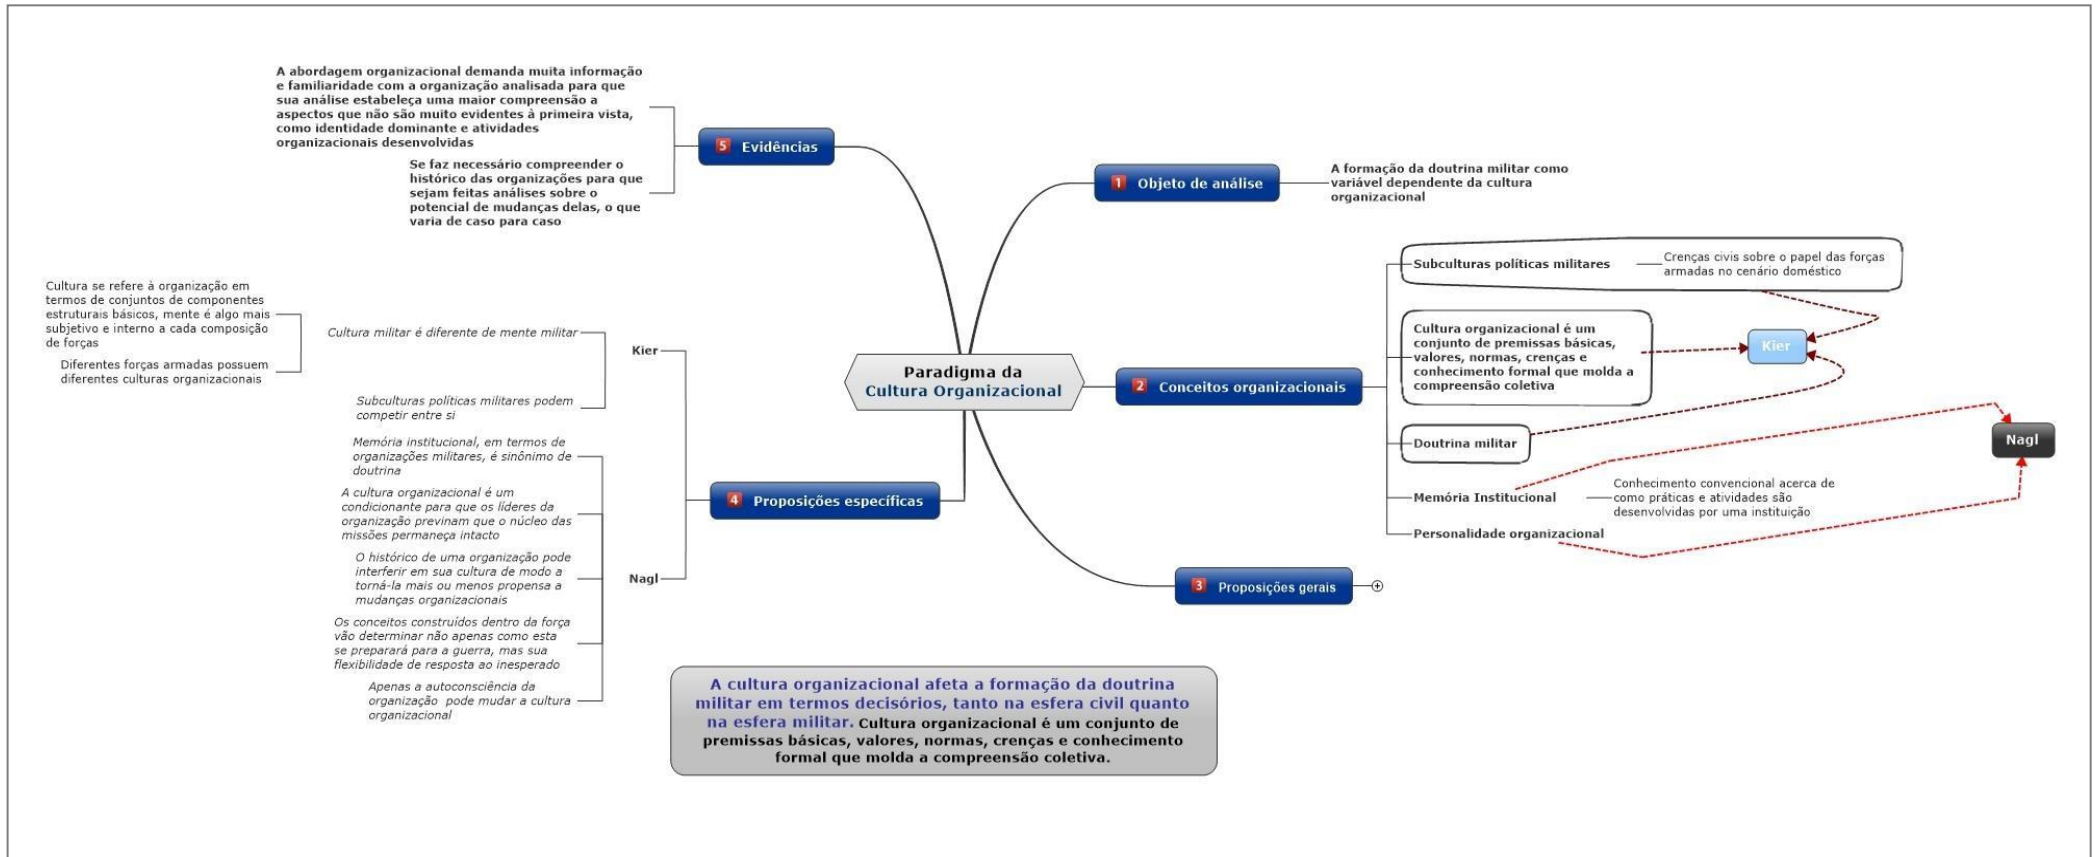 Paradigma da
Cultura Organizacional
1 Objeto de análise
A formação da doutrina militar como
variável dependente da cultura
organizacional
2 Conceitos organizacionais
Subculturas políticas militares
Crenças civis sobre o papel das forças
armadas no cenário doméstico
Cultura organizacional é um
conjunto de premissas básicas,
valores, normas, crenças e
conhecimento formal que molda a
compreensão coletiva
Kier
Doutrina militar
Nagl
Memória Institucional
Conhecimento convencional acerca de
como práticas e atividades são
desenvolvidas por uma instituição
Personalidade organizacional
3 Proposições gerais
4 Proposições específicas
Kier
Cultura militar é diferente de mente militar
Cultura se refere à organização em
termos de conjuntos de componentes
estruturais básicos, mente é algo mais
subjetivo e interno a cada composição
de forças
Diferentes forças armadas possuem
diferentes culturas organizacionais
Subculturas políticas militares podem
competir entre si
Nagl
Memória institucional, em termos de
organizações militares, é sinônimo de
doutrina
A cultura organizacional é um
condicionante para que os líderes da
organização previnam que o núcleo das
missões permaneça intacto
O histórico de uma organização pode
interferir em sua cultura de modo a
torná-la mais ou menos propensa a
mudanças organizacionais
Os conceitos construídos dentro da força
vão determinar não apenas como esta
se preparará para a guerra, mas sua
flexibilidade de resposta ao inesperado
Apenas a autoconsciência da
organização pode mudar a cultura
organizacional
5 Evidências
A abordagem organizacional demanda muita informação
e familiaridade com a organização analisada para que
sua análise estabeleça uma maior compreensão a
aspectos que não são muito evidentes à primeira vista,
como identidade dominante e atividades
organizacionais desenvolvidas
Se faz necessário compreender o
histórico das organizações para que
sejam feitas análises sobre o
potencial de mudanças delas, o que
varia de caso para caso
A cultura organizacional afeta a formação da doutrina
militar em termos decisórios, tanto na esfera civil quanto
na esfera militar. Cultura organizacional é um conjunto de
premissas básicas, valores, normas, crenças e conhecimento
formal que molda a compreensão coletiva.